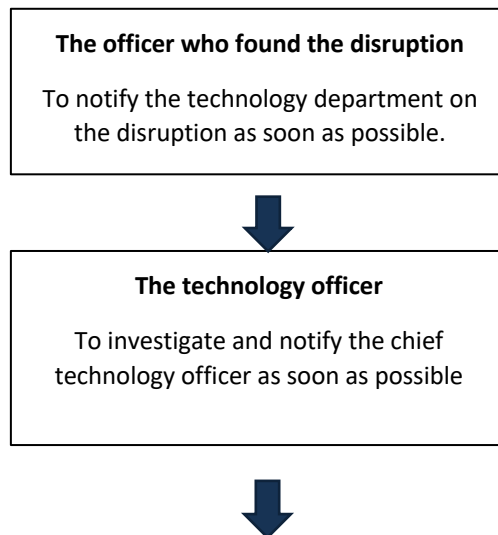 The officer who found the disruption
To notify the technology department on
the disruption as soon as possible.
The technology officer
To investigate and notify the chief
technology officer as soon as possible